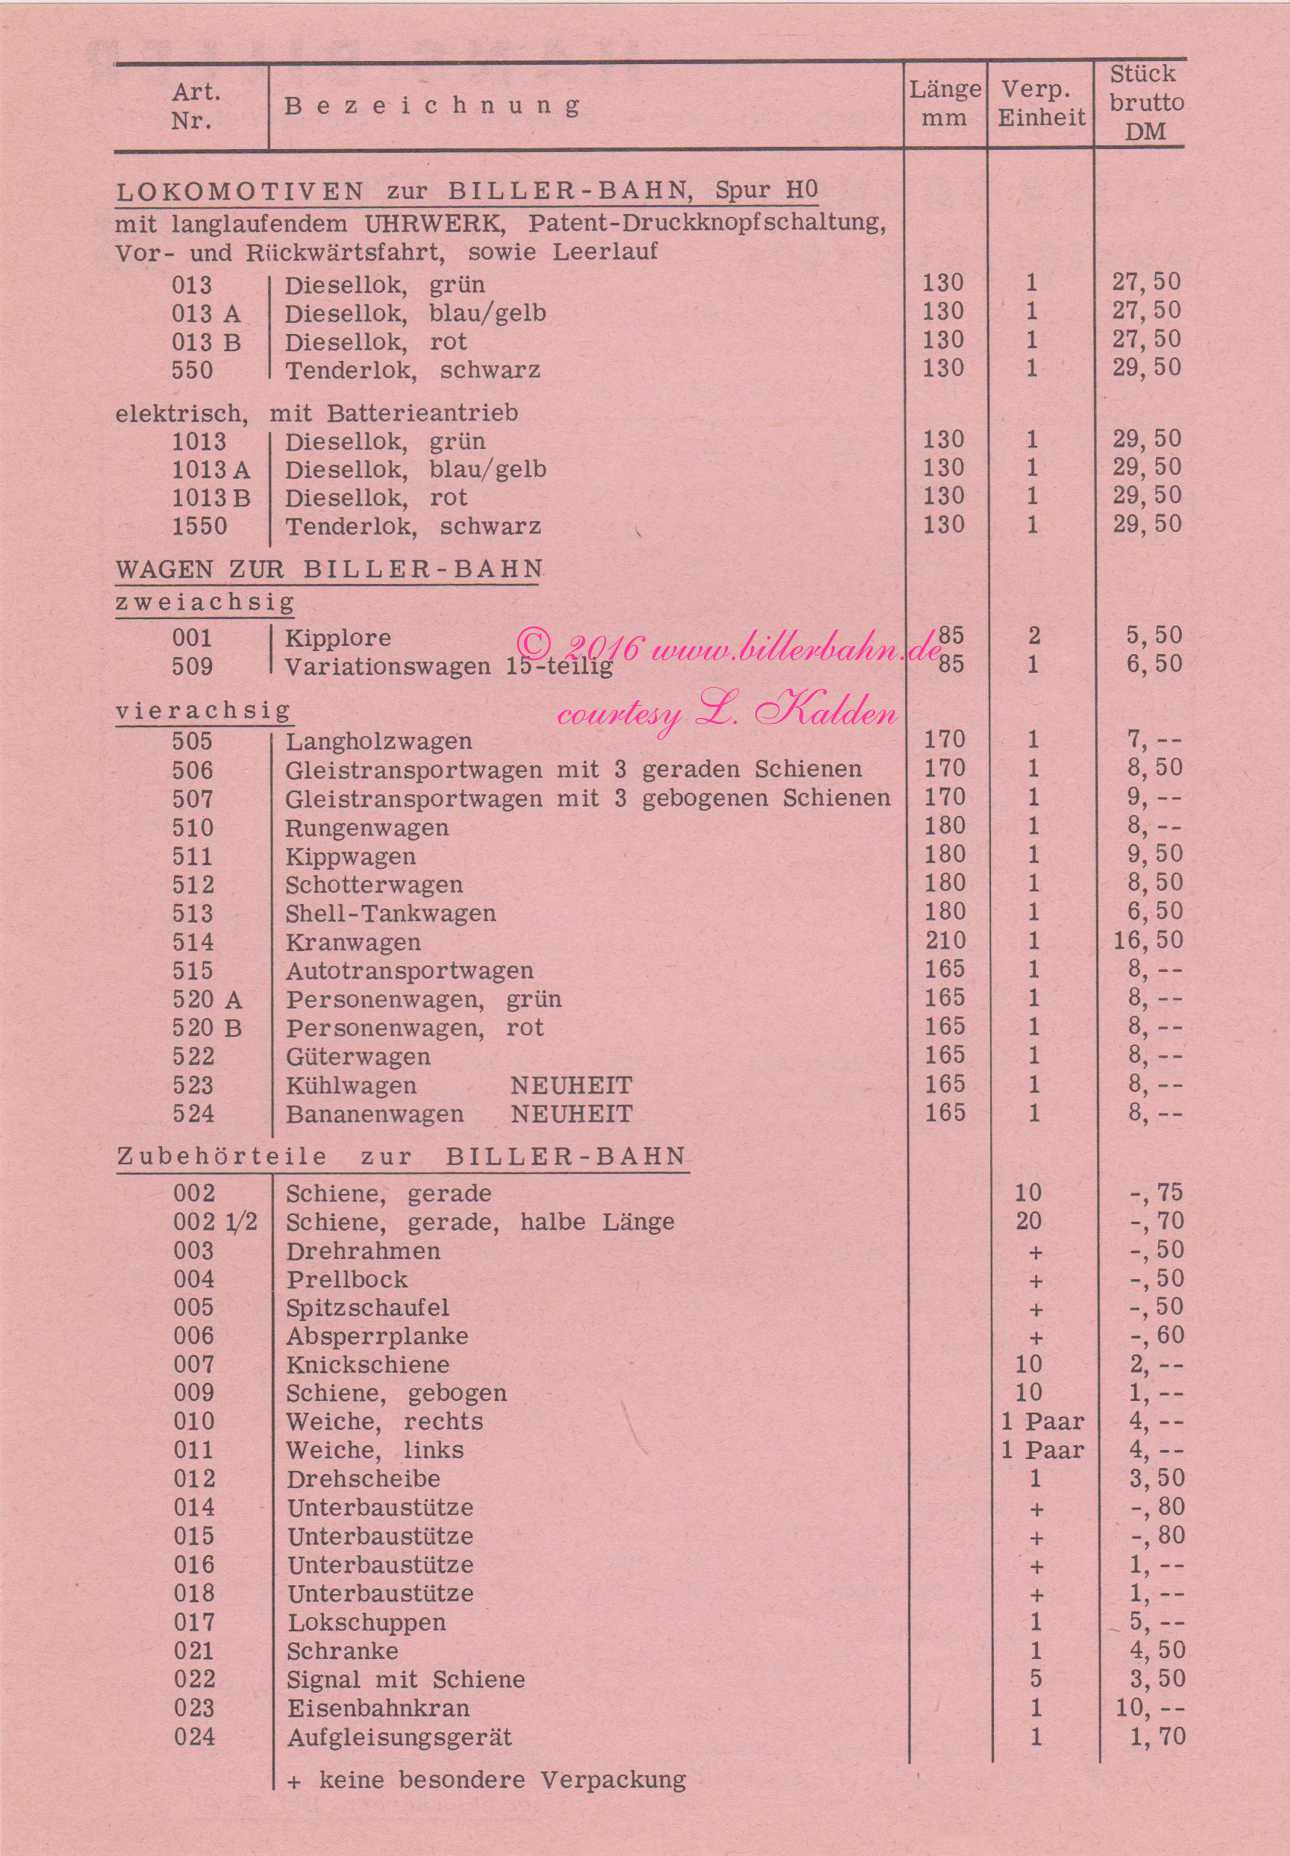 Art. Nr. Bezeichnung Länge mm Verp. Einheit Stück brutto DM
LOKOMOTIVEN zur BILLER-BAHN, Spur H0
mit langlaufendem UHRWERK, Patent-Druckknopfschaltung,
Vor- und Rückwärtsfahrt, sowie Leerlauf
013 Diesellok, grün 130 1 27,50
013 A Diesellok, blau/gelb 130 1 27,50
013 B Diesellok, rot 130 1 27,50
550 Tenderlok, schwarz 130 1 29,50
elektrisch, mit Batterieantrieb
1013 Diesellok, grün 130 1 29,50
1013 A Diesellok, blau/gelb 130 1 29,50
1013 B Diesellok, rot 130 1 29,50
1550 Tenderlok, schwarz 130 1 29,50
WAGEN ZUR BILLER-BAHN
zweiachsig
001 Kipplore 85 2 5,50
© 2016 www.billerbahn.de
509 Variationswagen 15-teilig 85 1 6,50
courtesy L. Kalden
vierachsig
505 Langholzwagen 170 1 7,--
506 Gleistransportwagen mit 3 geraden Schienen 170 1 8,50
507 Gleistransportwagen mit 3 gebogenen Schienen 170 1 9,--
510 Rungenwagen 180 1 8,--
511 Kippwagen 180 1 9,50
512 Schotterwagen 180 1 8,50
513 Shell-Tankwagen 180 1 6,50
514 Kranwagen 210 1 16,50
515 Autotransportwagen 165 1 8,--
520 A Personenwagen, grün 165 1 8,--
520 B Personenwagen, rot 165 1 8,--
522 Güterwagen 165 1 8,--
523 Kühlwagen NEUHEIT 165 1 8,--
524 Bananenwagen NEUHEIT 165 1 8,--
Zubehörteile zur BILLER-BAHN
002 Schiene, gerade 10 -,75
002 1/2 Schiene, gerade, halbe Länge 20 -,70
003 Drehrahmen + -,50
004 Prellbock + -,50
005 Spitzschaufel + -,50
006 Absperrplanke + -,60
007 Knickschiene 10 2,--
009 Schiene, gebogen 10 1,--
010 Weiche, rechts 1 Paar 4,--
011 Weiche, links 1 Paar 4,--
012 Drehscheibe 1 3,50
014 Unterbaustütze + -,80
015 Unterbaustütze + -,80
016 Unterbaustütze + 1,--
018 Unterbaustütze + 1,--
017 Lokschuppen 1 5,--
021 Schranke 1 4,50
022 Signal mit Schiene 5 3,50
023 Eisenbahnkran 1 10,--
024 Aufgleisungsgerät 1 1,70
+ keine besondere Verpackung